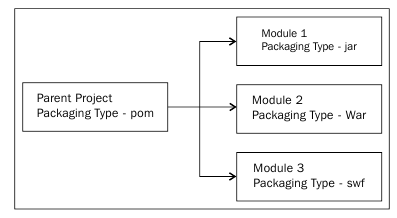 Parent Project
Packaging Type - pom
Module 1
Packaging Type - jar
Module 2
Packaging Type - War
Module 3
Packaging Type - swf